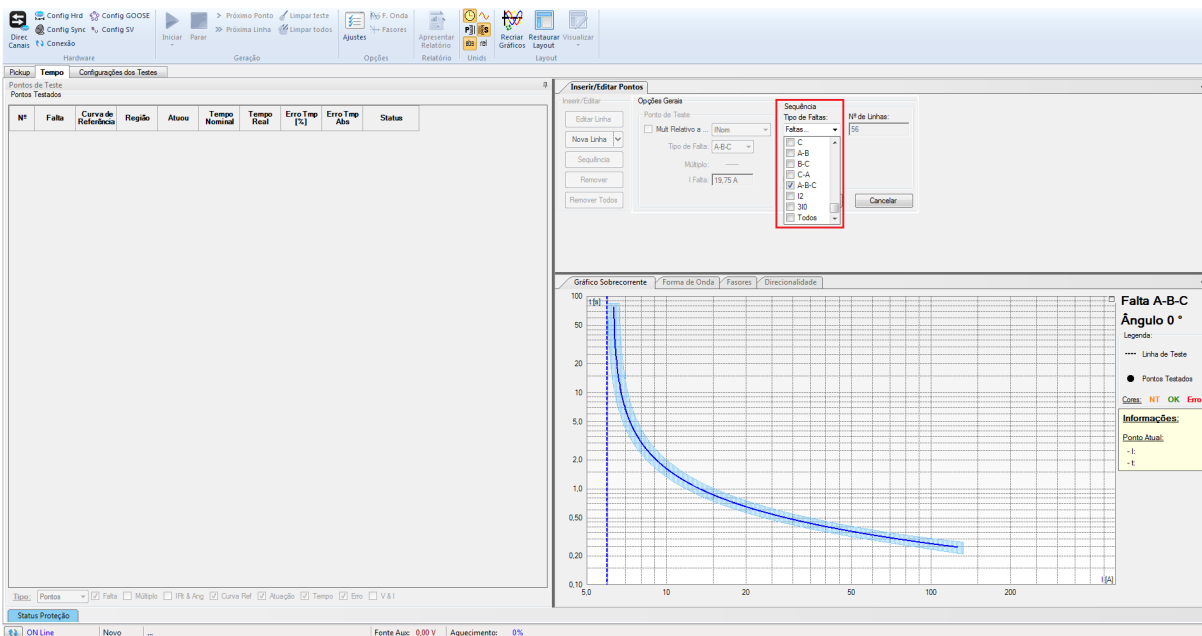 Direc Canais
Config Hrd
Config GOOSE
Config Sync
Config SV
Conexão
Hardware
Iniciar
Parar
Próximo Ponto
Limpar teste
Próxima Linha
Limpar todos
Geração
Ajustes
F. Onda
Fasores
Opções
Apresentar Relatório
Relatório
P
S
abs
rel
Unids
Recriar Gráficos
Restaurar Layout
Visualizar
Layout
Pickup
Tempo
Configurações dos Testes
Pontos de Teste
Pontos Testados
Nº
Falta
Curva de Referência
Região
Atuou
Tempo Nominal
Tempo Real
Erro Tmp [%]
Erro Tmp Abs
Status
Inserir/Editar Pontos
Inserir/Editar
Editar Linha
Nova Linha
Sequência
Remover
Remover Todos
Opções Gerais
Ponto de Teste
Mult Relativo a ...
INom
Tipo de Falta:
A-B-C
Múltiplo:
I Falta:
19,75 A
Sequência
Tipo de Faltas:
Faltas...
C
A-B
B-C
C-A
A-B-C
I2
3I0
Todos
Nº de Linhas:
56
Cancelar
Gráfico Sobrecorrente
Forma de Onda
Fasores
Direcionalidade
t [s]
100
50
20
10
5,0
2,0
1,0
0,50
0,20
0,10
5,0
10
20
50
100
200
I [A]
Falta A-B-C
Ângulo 0 °
Legenda:
---- Linha de Teste
Pontos Testados
Cores: NT OK Erro
Informações:
Ponto Atual:
- I:
- t:
Tipo:
Pontos
Falta
Múltiplo
IFlt & Ang
Curva Ref
Atuação
Tempo
Erro
V & I
Status Proteção
ON Line
Novo
...
Fonte Aux: 0,00 V
Aquecimento: 0%